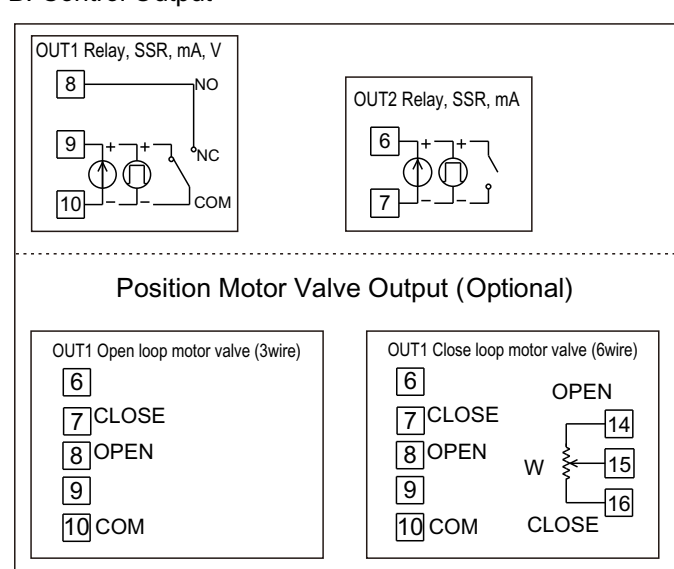 OUT1 Relay, SSR, mA, V
8 NO
9 + + NC
10 – – COM
OUT2 Relay, SSR, mA
6 + +
7 – –
Position Motor Valve Output (Optional)
OUT1 Open loop motor valve (3wire)
6
7 CLOSE
8 OPEN
9
10 COM
OUT1 Close loop motor valve (6wire)
6
7 CLOSE
8 OPEN
9
10 COM
OPEN
14
W 15
16
CLOSE